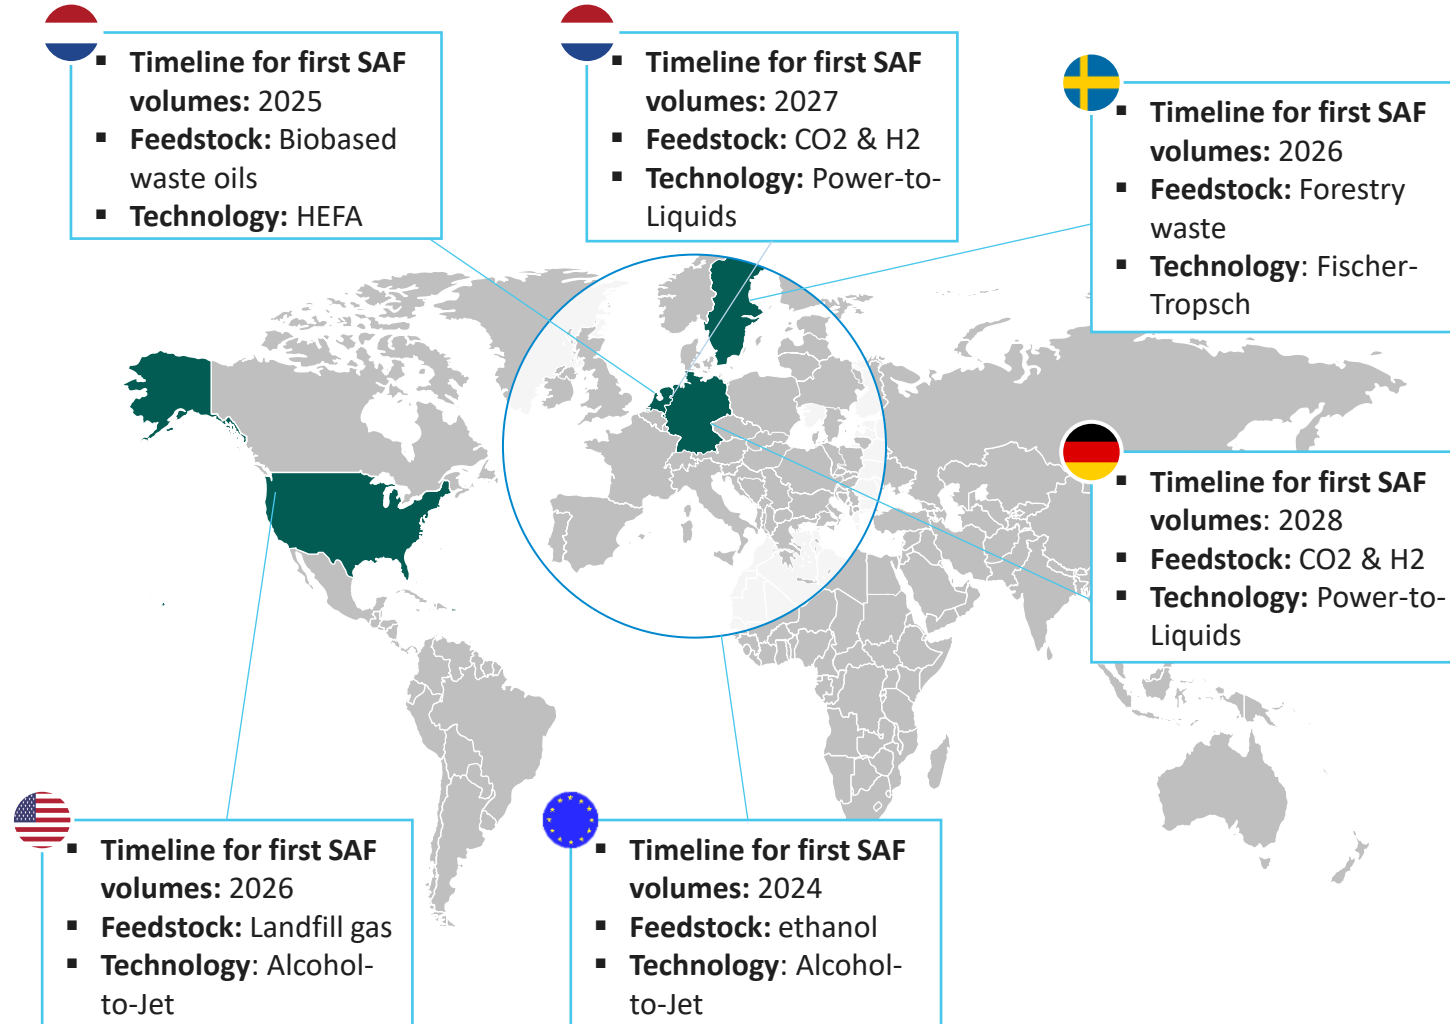 ▪ Timeline for first SAF
volumes: 2025
▪ Feedstock: Biobased
waste oils
▪ Technology: HEFA
▪ Timeline for first SAF
volumes: 2027
▪ Feedstock: CO2 & H2
▪ Technology: Power-to-
Liquids
▪ Timeline for first SAF
volumes: 2026
▪ Feedstock: Forestry
waste
▪ Technology: Fischer-
Tropsch
▪ Timeline for first SAF
volumes: 2028
▪ Feedstock: CO2 & H2
▪ Technology: Power-to-
Liquids
▪ Timeline for first SAF
volumes: 2026
▪ Feedstock: Landfill gas
▪ Technology: Alcohol-
to-Jet
▪ Timeline for first SAF
volumes: 2024
▪ Feedstock: ethanol
▪ Technology: Alcohol-
to-Jet